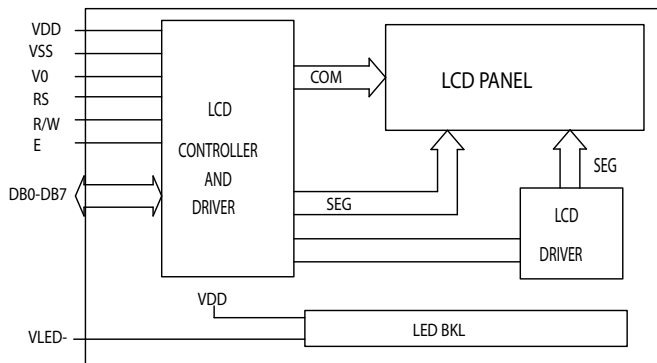 VDD
VSS
V0
RS
R/W
E
DB0-DB7
LCD
CONTROLLER
AND
DRIVER
COM
LCD PANEL
SEG
SEG
LCD
DRIVER
VDD
VLED-
LED BKL